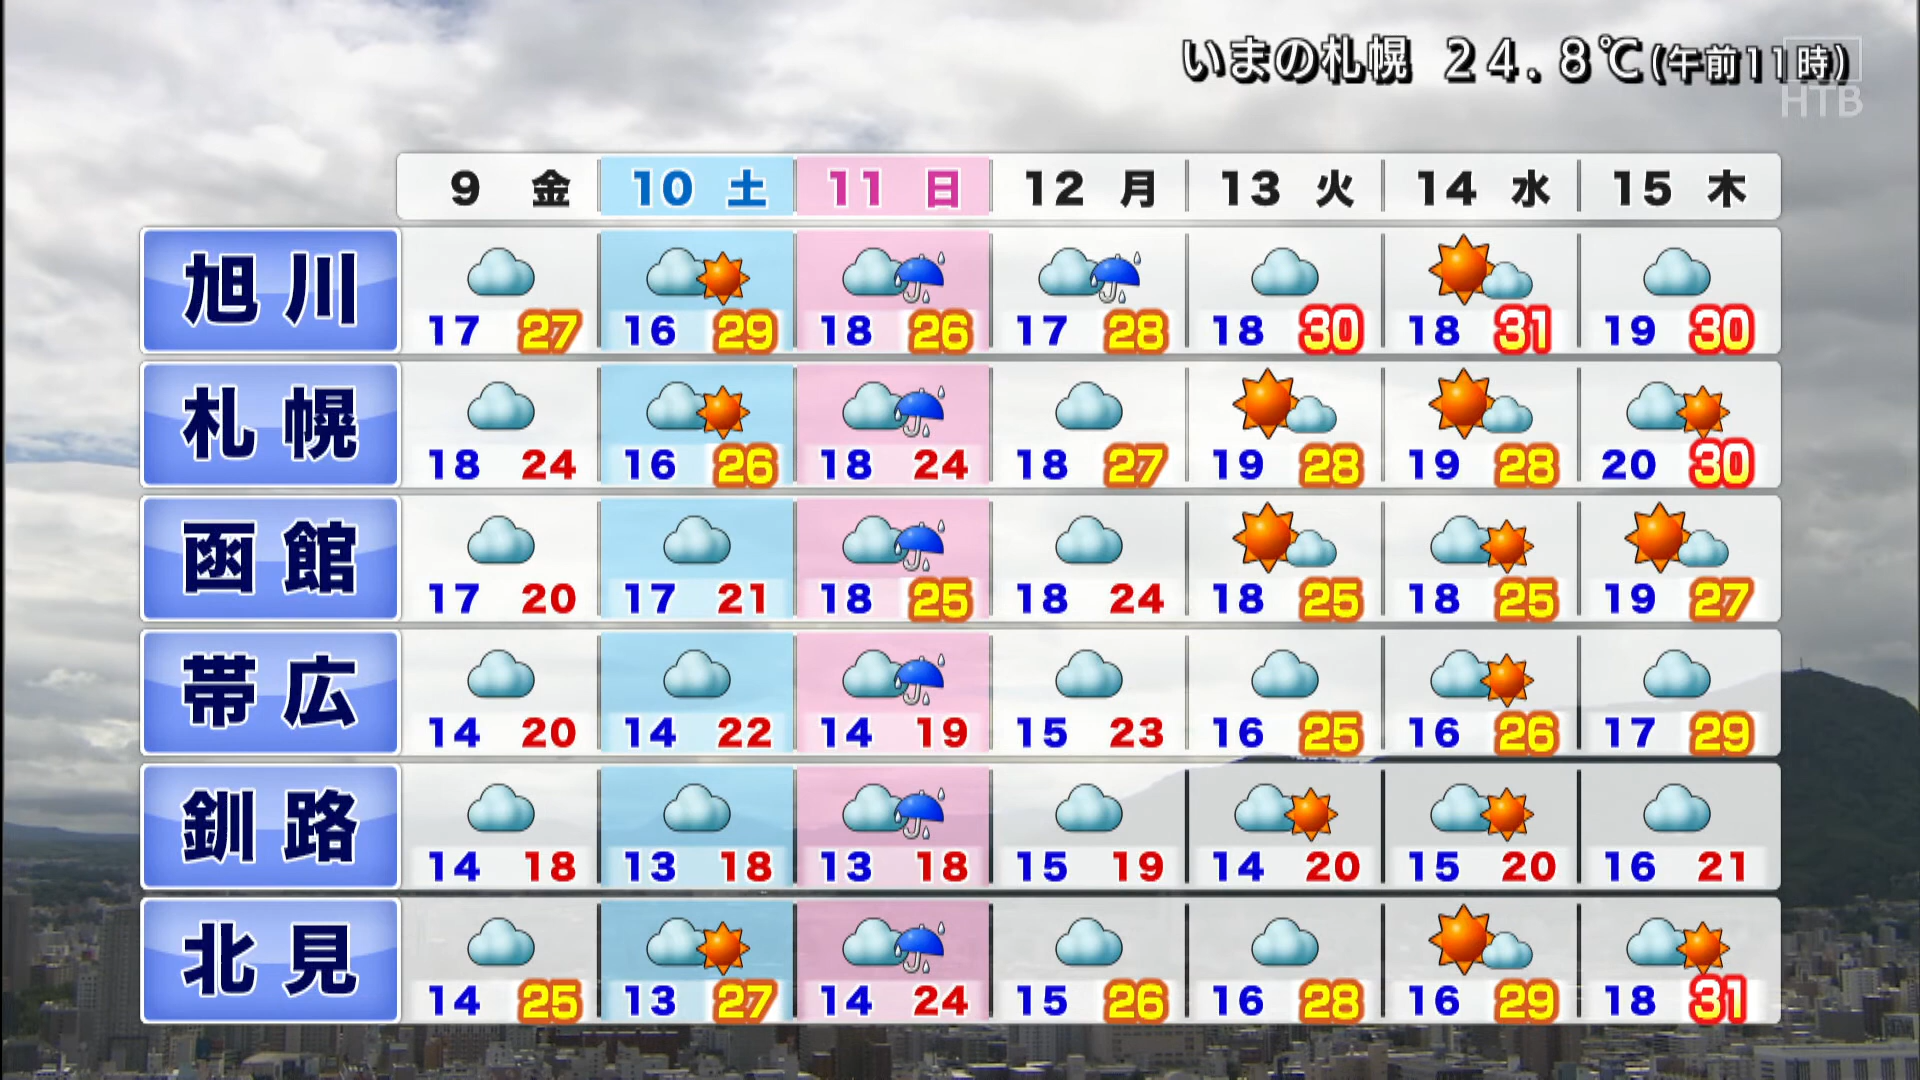 いまの札幌 24.8℃(午前11時)
HTB
9 金 10 土 11 日 12 月 13 火 14 水 15 木
旭川 17 27 16 29 18 26 17 28 18 30 18 31 19 30
札幌 18 24 16 26 18 24 18 27 19 28 19 28 20 30
函館 17 20 17 21 18 25 18 24 18 25 18 25 19 27
帯広 14 20 14 22 14 19 15 23 16 25 16 26 17 29
釧路 14 18 13 18 13 18 15 19 14 20 15 20 16 21
北見 14 25 13 27 14 24 15 26 16 28 16 29 18 31